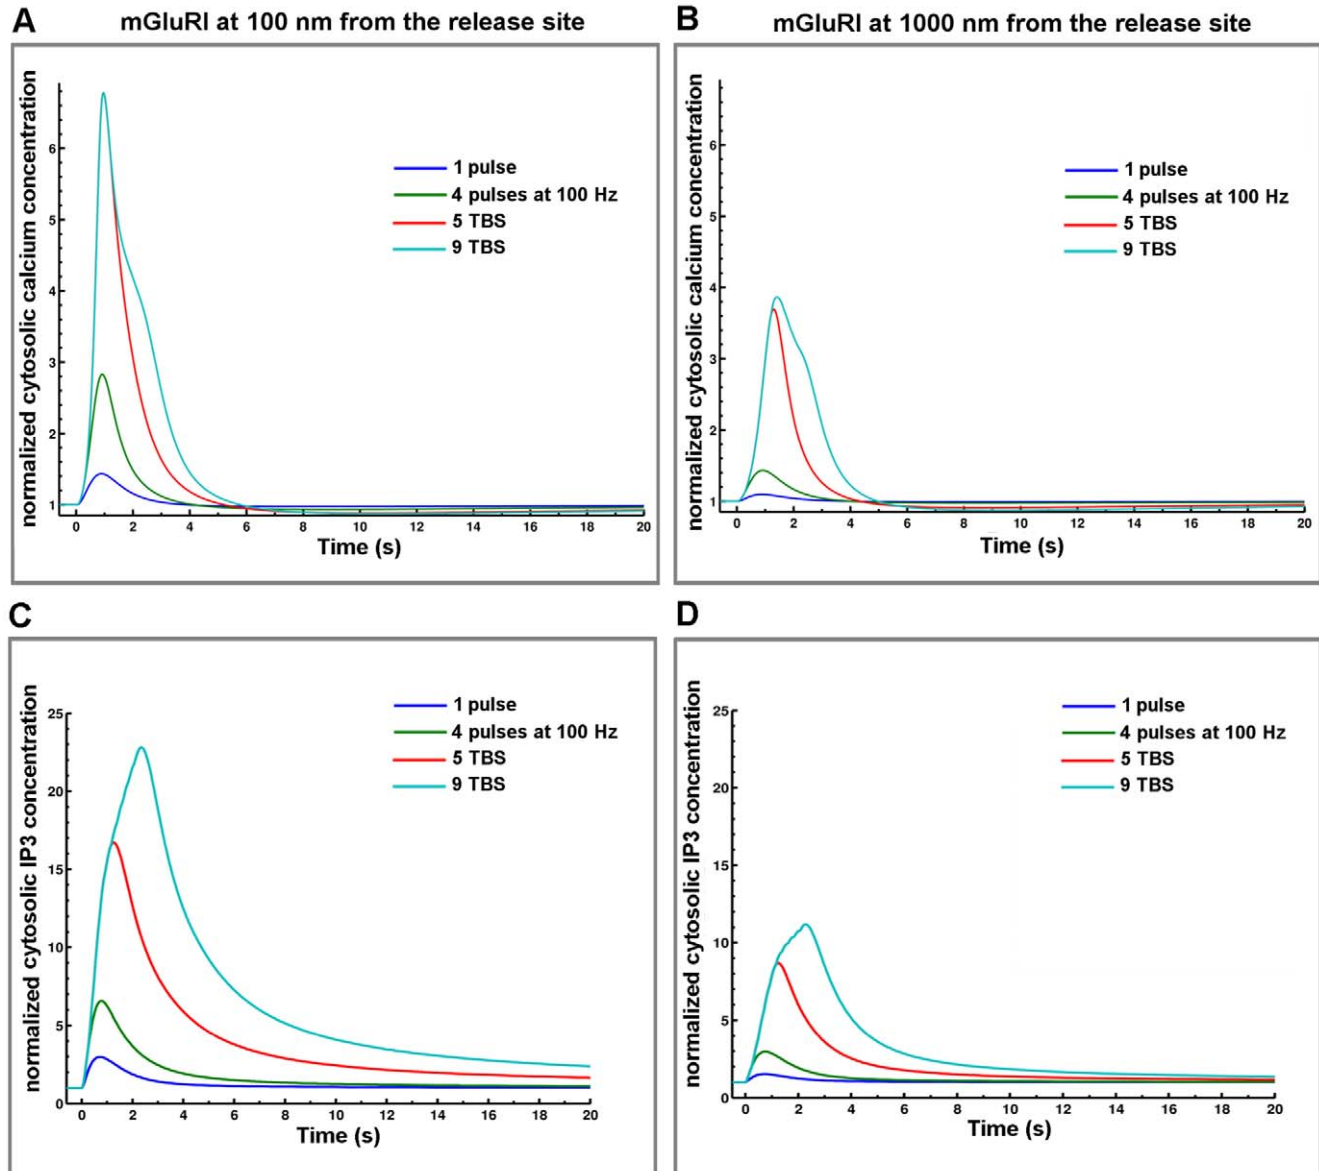 A
mGluRI at 100 nm from the release site
normalized cytosolic calcium concentration
6
5
4
3
2
1
1 pulse
4 pulses at 100 Hz
5 TBS
9 TBS
0 2 4 6 8 10 12 14 16 18 20
Time (s)
B
mGluRI at 1000 nm from the release site
normalized cytosolic calcium concentration
6
5
4
3
2
1
1 pulse
4 pulses at 100 Hz
5 TBS
9 TBS
0 2 4 6 8 10 12 14 16 18 20
Time (s)
C
normalized cytosolic IP3 concentration
25
20
15
10
5
0
1 pulse
4 pulses at 100 Hz
5 TBS
9 TBS
0 2 4 6 8 10 12 14 16 18 20
Time (s)
D
normalized cytosolic IP3 concentration
25
20
15
10
5
0
1 pulse
4 pulses at 100 Hz
5 TBS
9 TBS
0 2 4 6 8 10 12 14 16 18 20
Time (s)